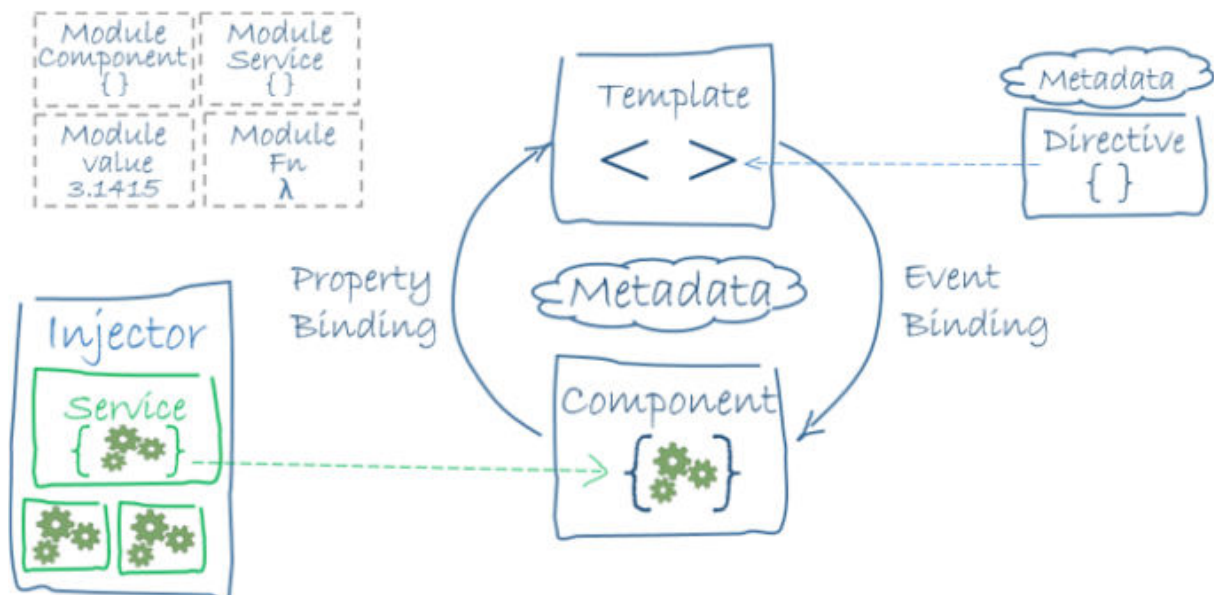 Module
Component
{ }
Module
Service
{ }
Module
value
3.1415
Module
Fn
λ
Template
< >
Metadata
Directive
{ }
Property
Binding
Metadata
Event
Binding
Injector
Service
{ }
Component
{ }